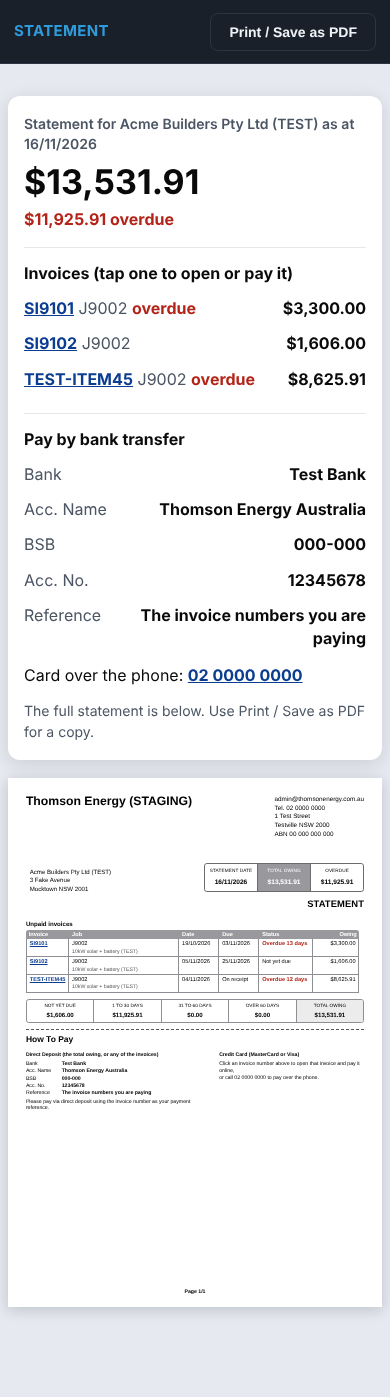 STATEMENT
Print / Save as PDF
Statement for Acme Builders Pty Ltd (TEST) as at
16/11/2026
$13,531.91
$11,925.91 overdue
Invoices (tap one to open or pay it)
SI9101 J9002 overdue $3,300.00
SI9102 J9002 $1,606.00
TEST-ITEM45 J9002 overdue $8,625.91
Pay by bank transfer
Bank Test Bank
Acc. Name Thomson Energy Australia
BSB 000-000
Acc. No. 12345678
Reference The invoice numbers you are
paying
Card over the phone: 02 0000 0000
The full statement is below. Use Print / Save as PDF
for a copy.
Thomson Energy (STAGING)
admin@thomsonenergy.com.au
Tel. 02 0000 0000
1 Test Street
Testville NSW 2000
ABN 00 000 000 000
Acme Builders Pty Ltd (TEST)
3 Fake Avenue
Mocktown NSW 2001
STATEMENT DATE TOTAL OWING OVERDUE
16/11/2026 $13,531.91 $11,925.91
STATEMENT
Unpaid invoices
Invoice Job Date Due Status Owing
SI9101 J9002 19/10/2026 03/11/2026 Overdue 13 days $3,300.00
10kW solar + battery (TEST)
SI9102 J9002 05/11/2026 25/11/2026 Not yet due $1,606.00
10kW solar + battery (TEST)
TEST-ITEM45 J9002 04/11/2026 On receipt Overdue 12 days $8,625.91
10kW solar + battery (TEST)
NOT YET DUE 1 TO 30 DAYS 31 TO 60 DAYS OVER 60 DAYS TOTAL OWING
$1,606.00 $11,925.91 $0.00 $0.00 $13,531.91
How To Pay
Direct Deposit (the total owing, or any of the invoices)
Bank Test Bank
Acc. Name Thomson Energy Australia
BSB 000-000
Acc. No. 12345678
Reference The invoice numbers you are paying
Please pay via direct deposit using the invoice number as your payment
reference.
Credit Card (MasterCard or Visa)
Click an invoice number above to open that invoice and pay it
online,
or call 02 0000 0000 to pay over the phone.
Page 1/1